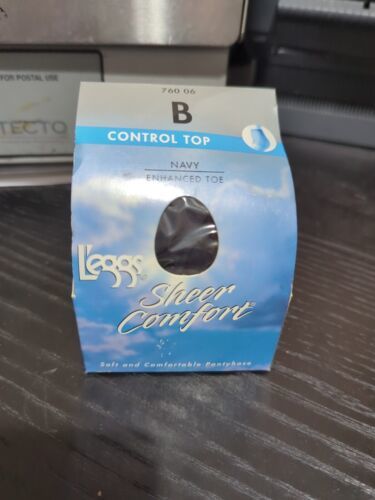 FOR POSTAL USE
TECTO
760 06
B
CONTROL TOP
NAVY
ENHANCED TOE
L'eggs
Sheer
Comfort
Soft and Comfortable Pantyhose